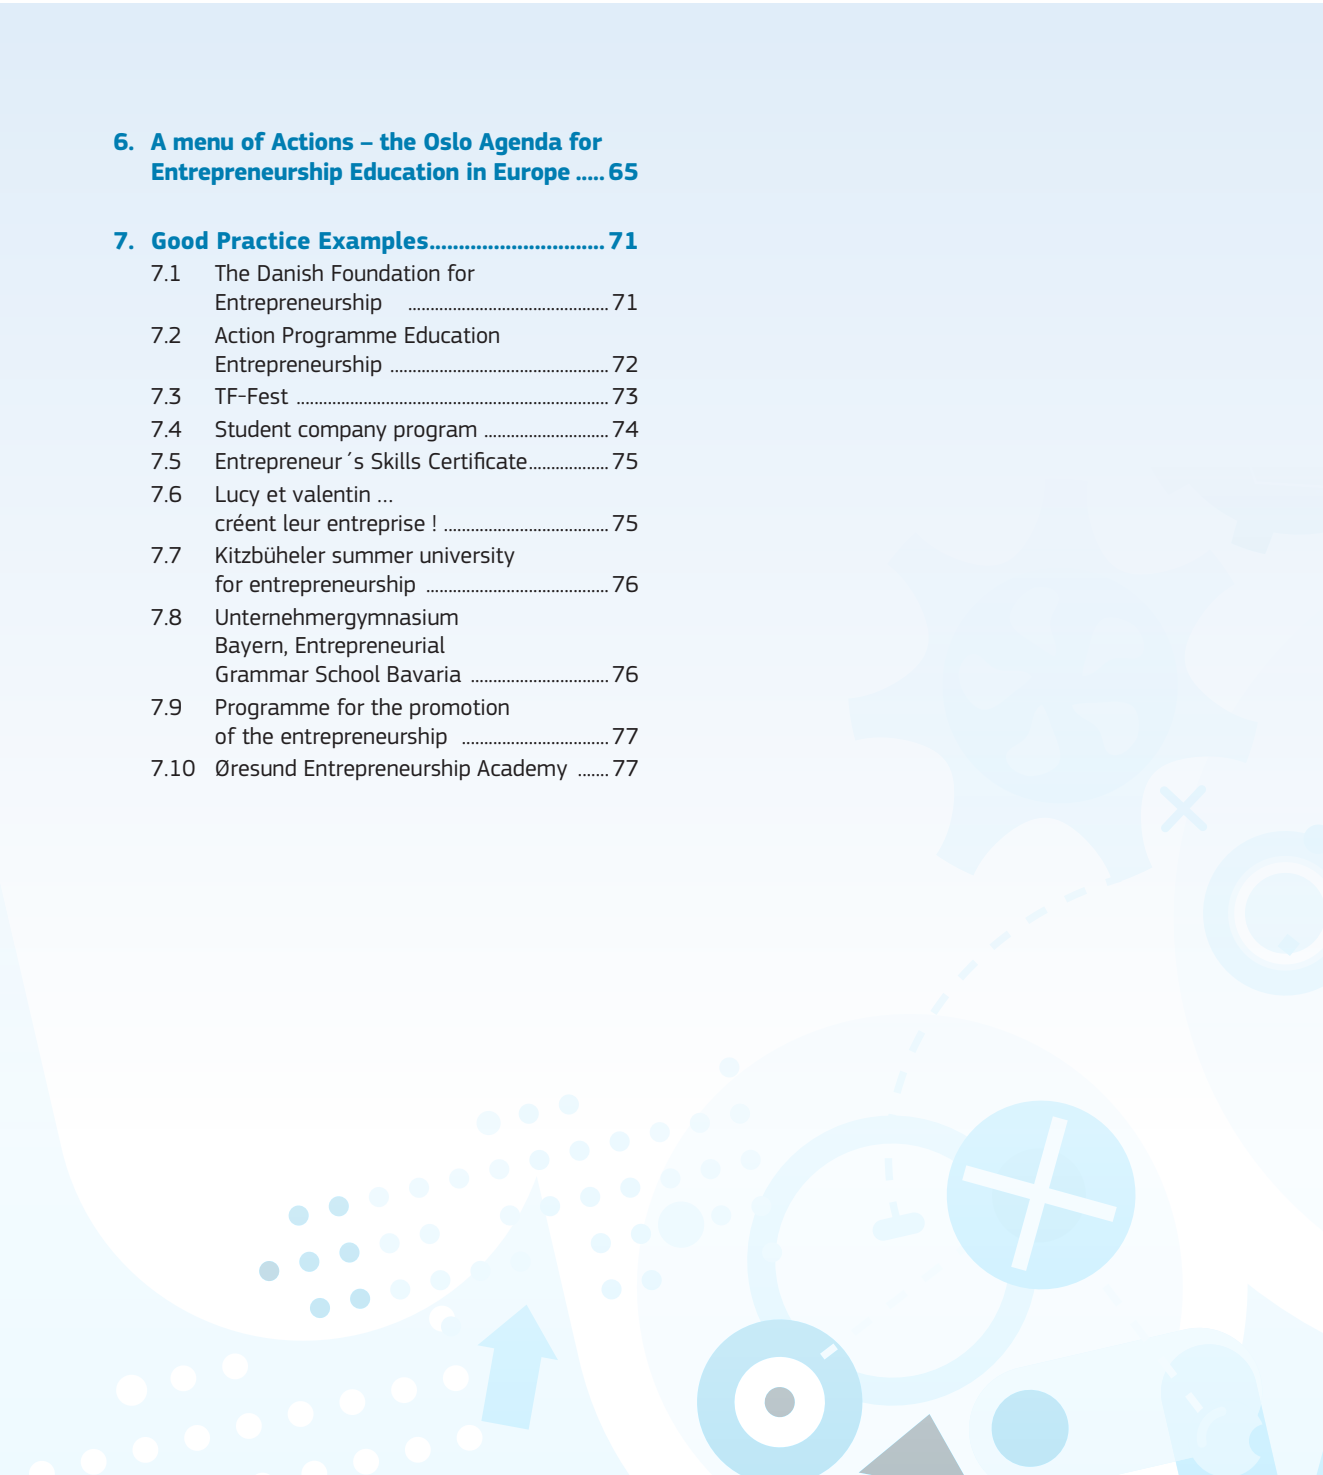 6. A menu of Actions – the Oslo Agenda for
Entrepreneurship Education in Europe ..... 65
7. Good Practice Examples.............................. 71
7.1 The Danish Foundation for
Entrepreneurship ............................................. 71
7.2 Action Programme Education
Entrepreneurship ................................................. 72
7.3 TF-Fest ...................................................................... 73
7.4 Student company program ............................ 74
7.5 Entrepreneur´s Skills Certificate.................. 75
7.6 Lucy et valentin ...
créent leur entreprise ! ..................................... 75
7.7 Kitzbüheler summer university
for entrepreneurship ......................................... 76
7.8 Unternehmergymnasium
Bayern, Entrepreneurial
Grammar School Bavaria ............................... 76
7.9 Programme for the promotion
of the entrepreneurship ................................. 77
7.10 Øresund Entrepreneurship Academy ....... 77